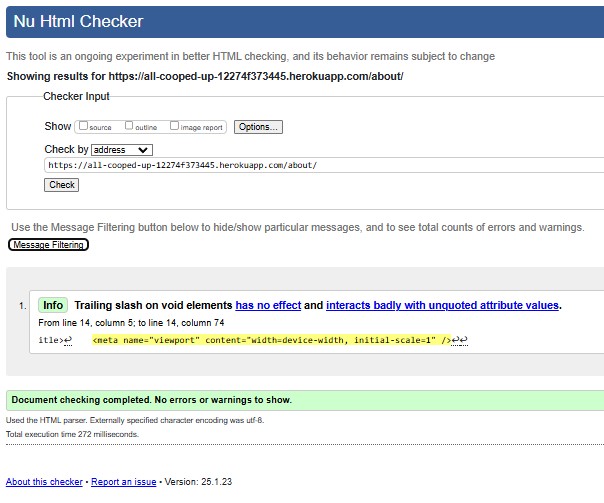 Nu Html Checker
This tool is an ongoing experiment in better HTML checking, and its behavior remains subject to change
Showing results for https://all-cooped-up-12274f373445.herokuapp.com/about/
Checker Input
Show source outline image report Options...
Check by address
https://all-cooped-up-12274f373445.herokuapp.com/about/
Check
Use the Message Filtering button below to hide/show particular messages, and to see total counts of errors and warnings.
Message Filtering
1. Info Trailing slash on void elements has no effect and interacts badly with unquoted attribute values.
From line 14, column 5; to line 14, column 74
itle>↩ <meta name="viewport" content="width=device-width, initial-scale=1" />↩↩
Document checking completed. No errors or warnings to show.
Used the HTML parser. Externally specified character encoding was utf-8.
Total execution time 272 milliseconds.
About this checker • Report an issue • Version: 25.1.23